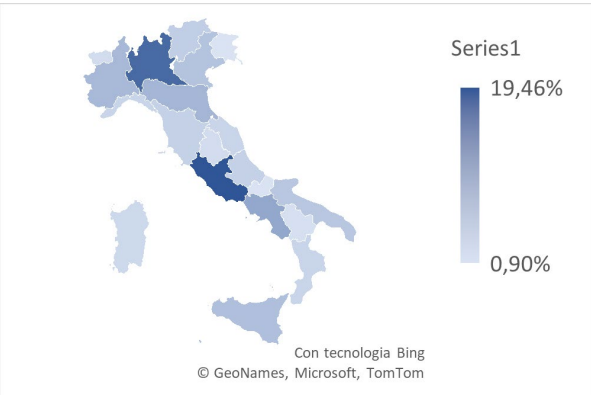 Series1
19,46%
0,90%
Con tecnologia Bing
© GeoNames, Microsoft, TomTom